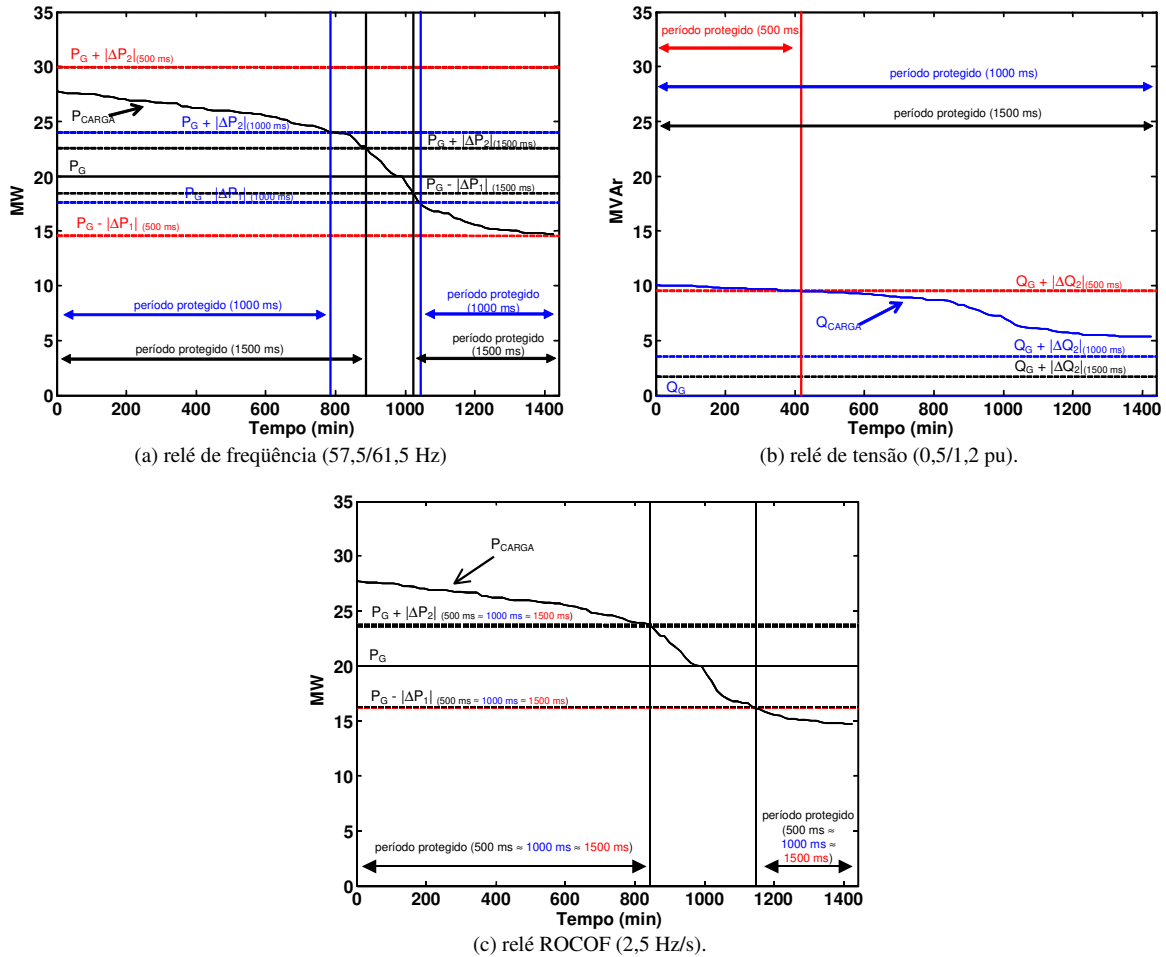 35
30
25
20
15
10
5
0
MW
P_G + |ΔP_2|(500 ms)
P_CARGA
P_G + |ΔP_2|(1000 ms)
P_G + |ΔP_2|(1500 ms)
P_G
P_G - |ΔP_1| (1500 ms)
P_G - |ΔP_1| (1000 ms)
P_G - |ΔP_1| (500 ms)
período protegido (1000 ms)
período protegido
(1000 ms)
período protegido (1500 ms)
período protegido
(1500 ms)
0 200 400 600 800 1000 1200 1400
Tempo (min)
(a) relé de freqüência (57,5/61,5 Hz)
35
30
25
20
15
10
5
0
MVAr
período protegido (500 ms
período protegido (1000 ms)
período protegido (1500 ms)
Q_G + |ΔQ_2|(500 ms)
Q_CARGA
Q_G + |ΔQ_2|(1000 ms)
Q_G + |ΔQ_2|(1500 ms)
Q_G
0 200 400 600 800 1000 1200 1400
Tempo (min)
(b) relé de tensão (0,5/1,2 pu).
35
30
25
20
15
10
5
0
MW
P_CARGA
P_G + |ΔP_2| (500 ms ≈ 1000 ms ≈ 1500 ms)
P_G
P_G - |ΔP_1| (500 ms ≈ 1000 ms ≈ 1500 ms)
período protegido (500 ms ≈ 1000 ms ≈ 1500 ms)
período protegido
(500 ms ≈
1000 ms ≈
1500 ms)
0 200 400 600 800 1000 1200 1400
Tempo (min)
(c) relé ROCOF (2,5 Hz/s).